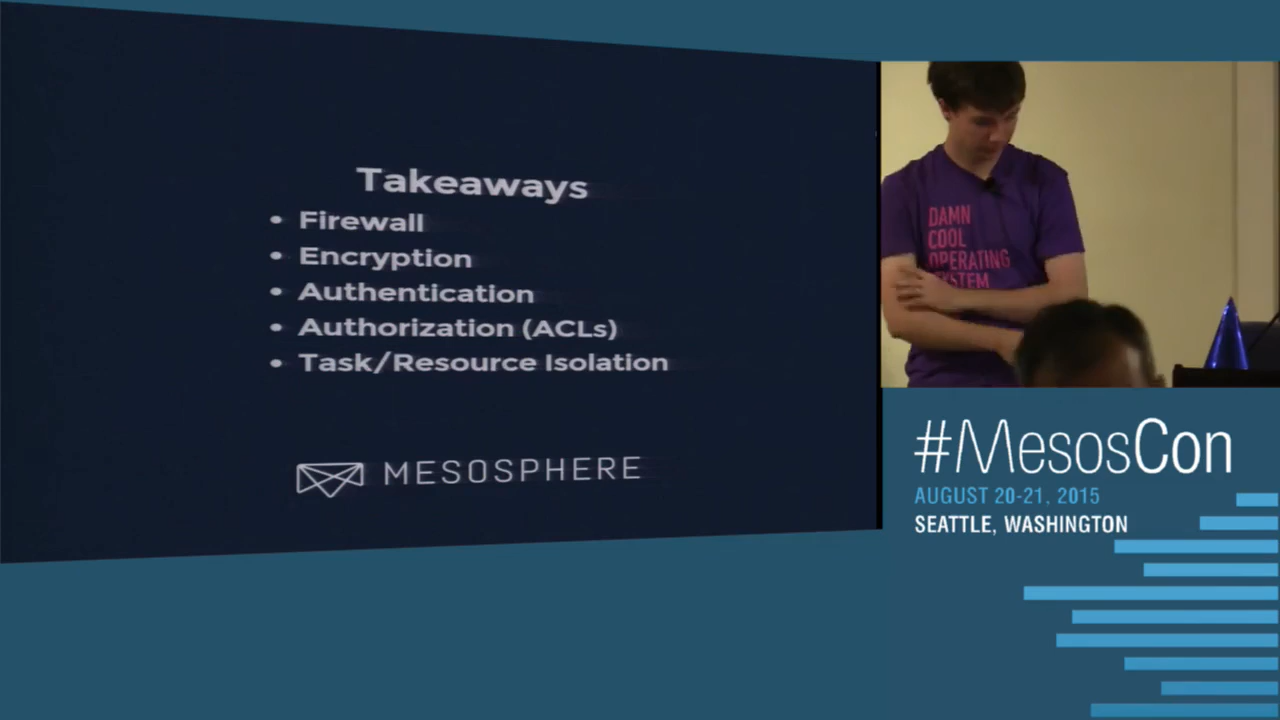 Takeaways
• Firewall
• Encryption
• Authentication
• Authorization (ACLs)
• Task/Resource Isolation
MESOSPHERE
DAMN
COOL
OPERATING
SYSTEM
#MesosCon
AUGUST 20-21, 2015
SEATTLE, WASHINGTON